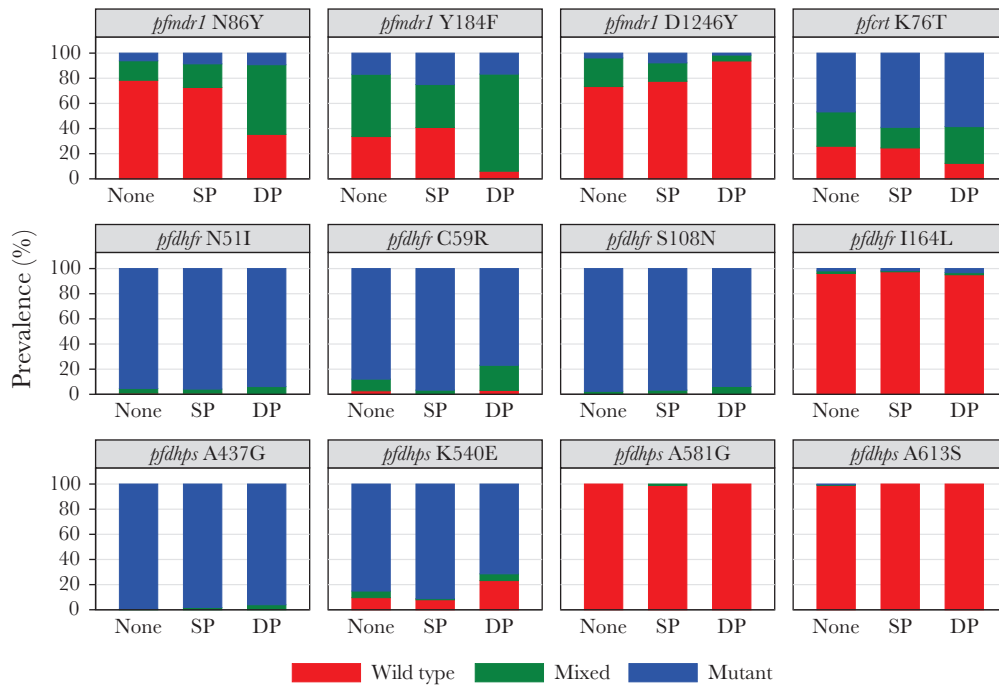 pfmdr1 N86Y pfmdr1 Y184F pfmdr1 D1246Y pfcrt K76T
100
80
60
40
20
0
None SP DP None SP DP None SP DP None SP DP
Prevalence (%)
pfdhfr N51I pfdhfr C59R pfdhfr S108N pfdhfr I164L
100
80
60
40
20
0
None SP DP None SP DP None SP DP None SP DP
pfdhps A437G pfdhps K540E pfdhps A581G pfdhps A613S
100
80
60
40
20
0
None SP DP None SP DP None SP DP None SP DP
Wild type Mixed Mutant